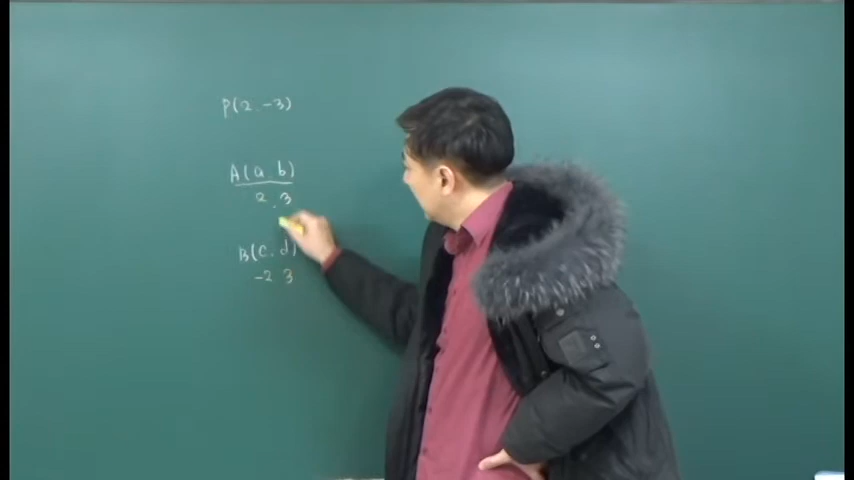 P(2. -3)
A(a. b)
2. 3
B(c. d)
-2 3